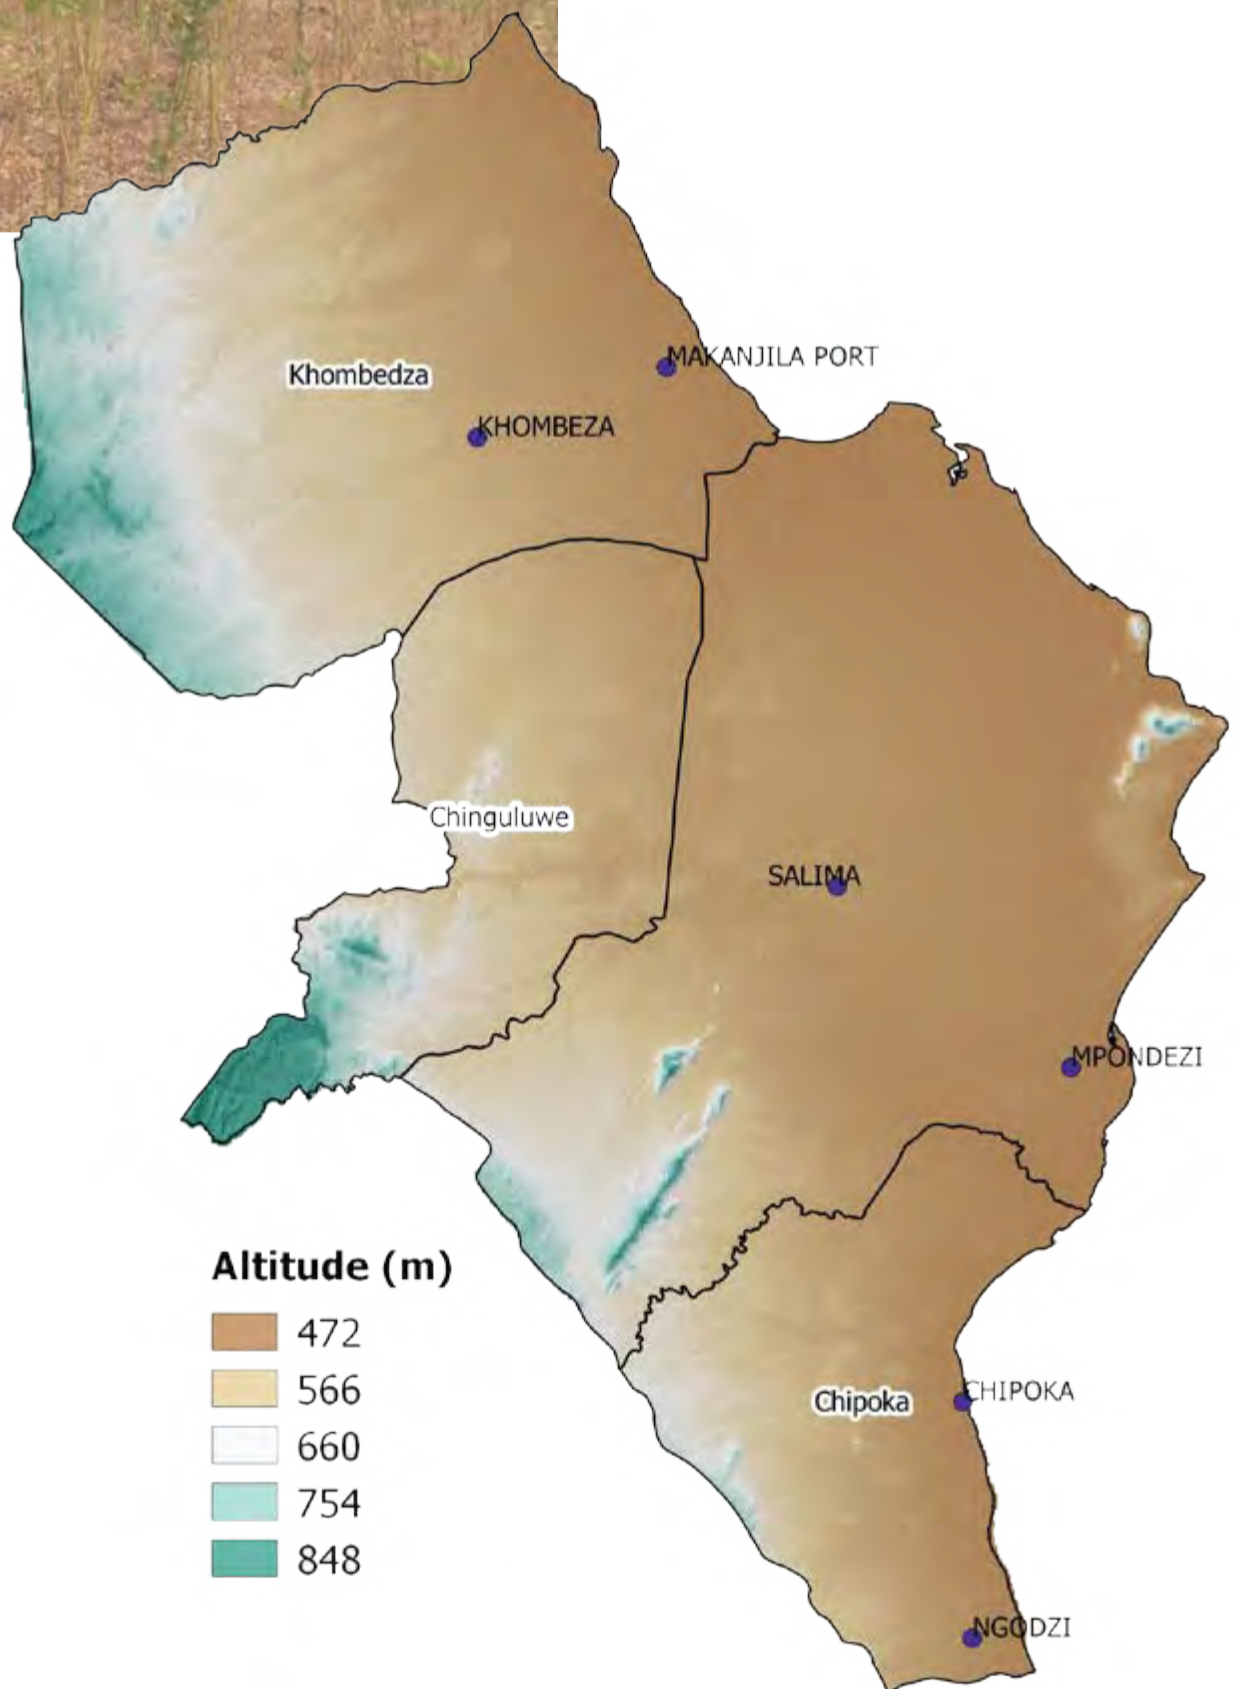 MAKANJILA PORT
Khombedza
KHOMBEZA
Chinguluwe
SALIMA
MPONDEZI
Altitude (m)
472
566
660
754
848
Chipoka
CHIPOKA
NGODZI